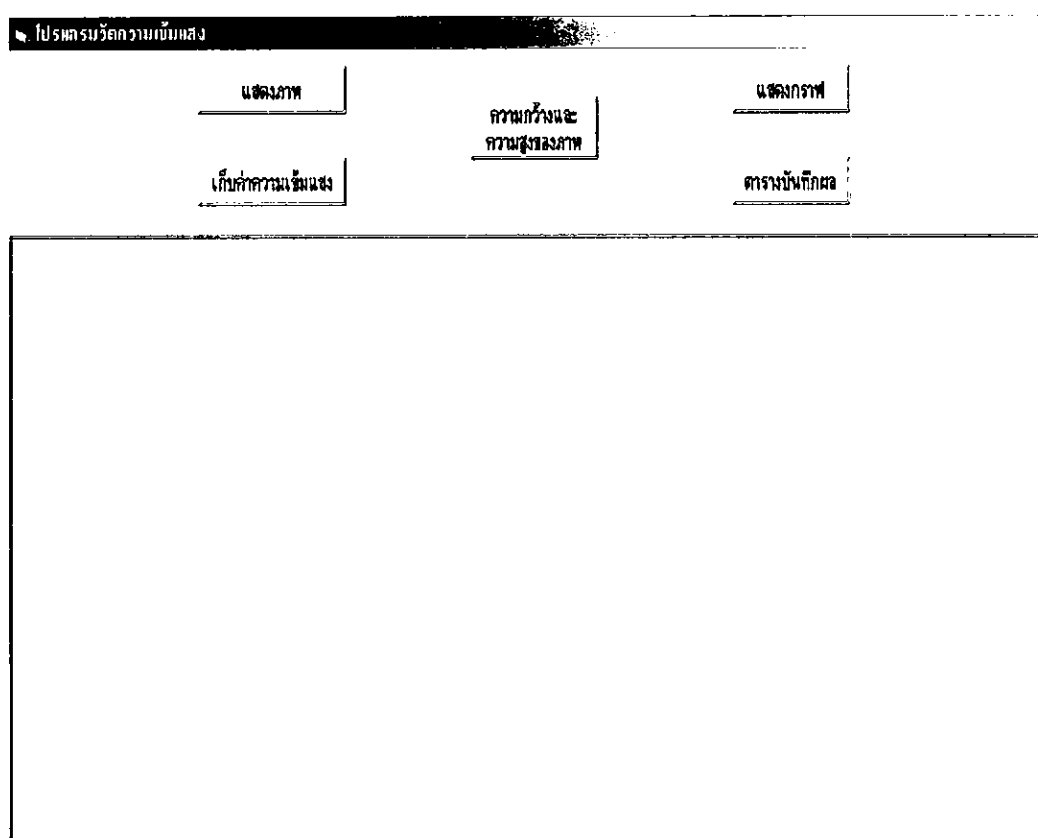 โปรแกรมวัดความเข้มแสง
แสดงภาพ
แสดงกราฟ
ความกว้างและ
ความสูงของภาพ
เก็บค่าความเข้มแสง
ตารางบันทึกผล